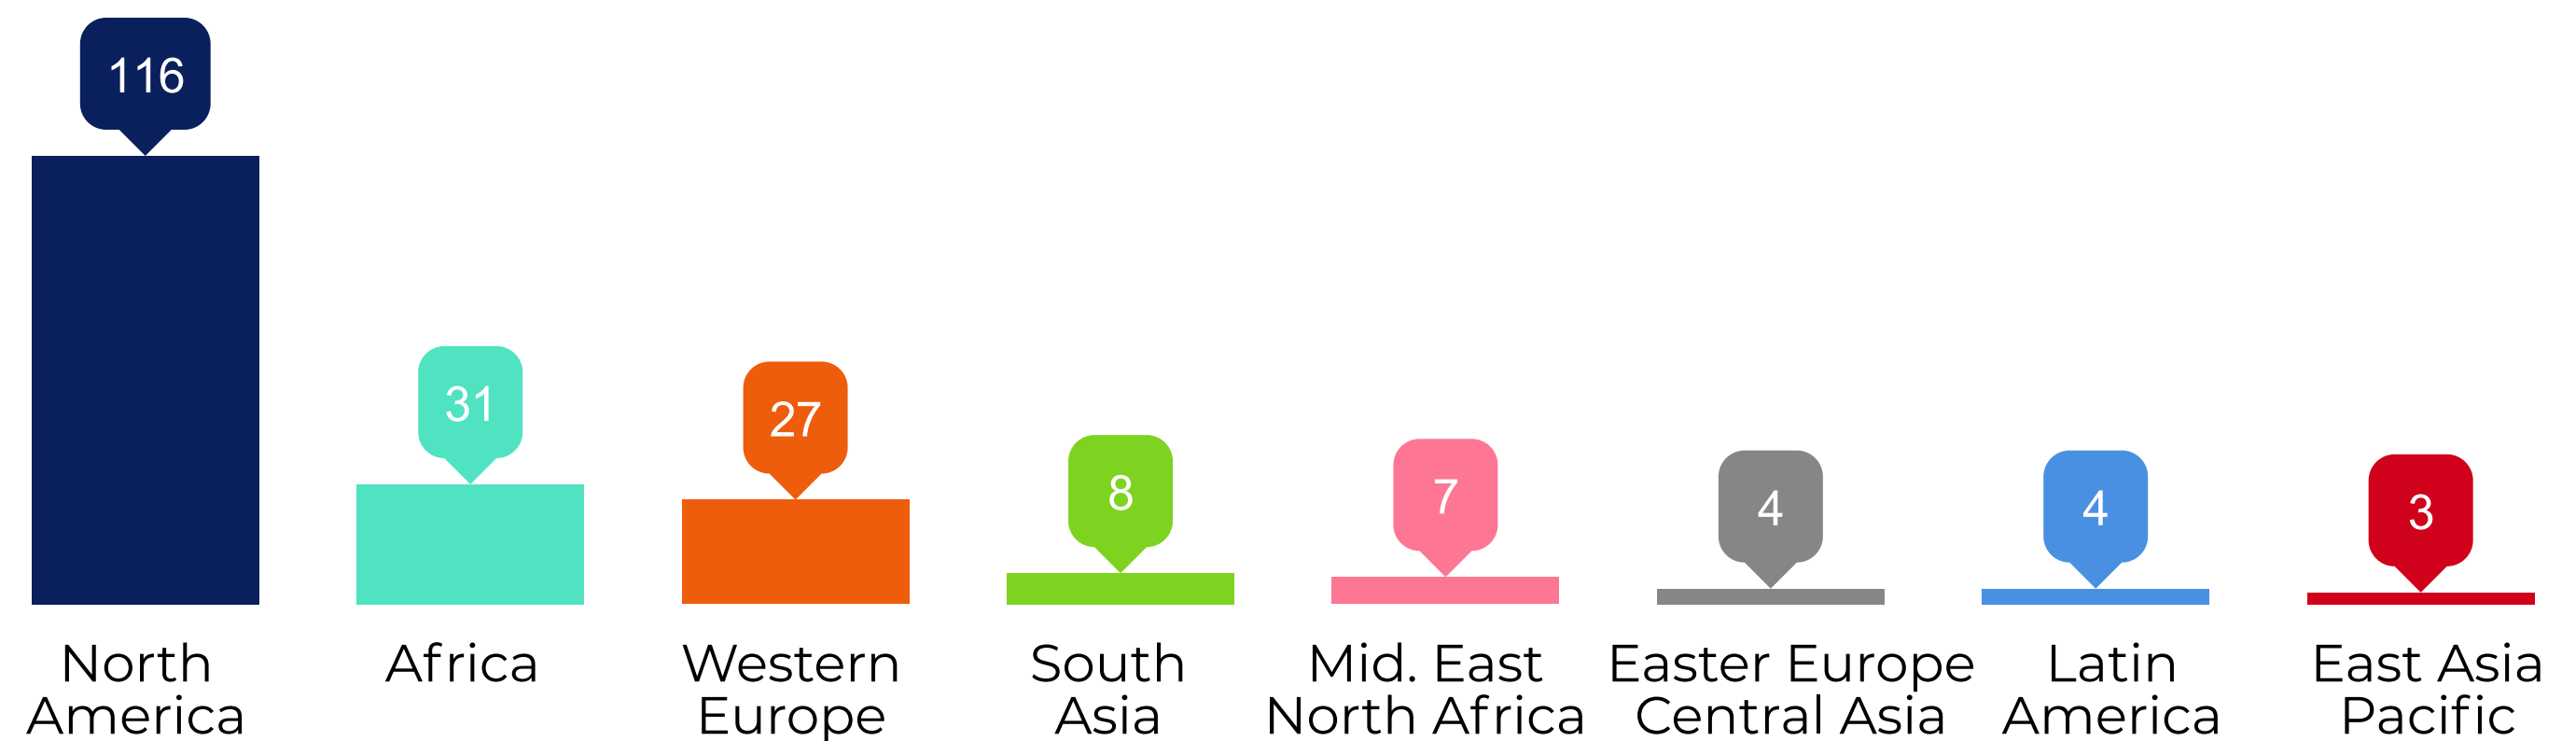 116
31
27
8
7
4
4
3
North
America
Africa
Western
Europe
South
Asia
Mid. East
North Africa
Easter Europe
Central Asia
Latin
America
East Asia
Pacific